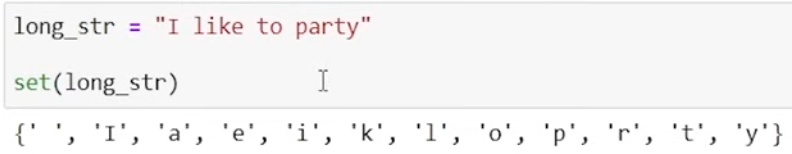 long_str = "I like to party"
set(long_str)
{' ', 'I', 'a', 'e', 'i', 'k', 'l', 'o', 'p', 'r', 't', 'y'}